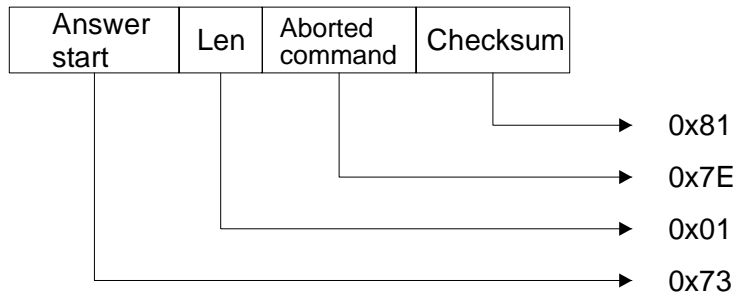 Answer
start
Len
Aborted
command
Checksum
0x81
0x7E
0x01
0x73